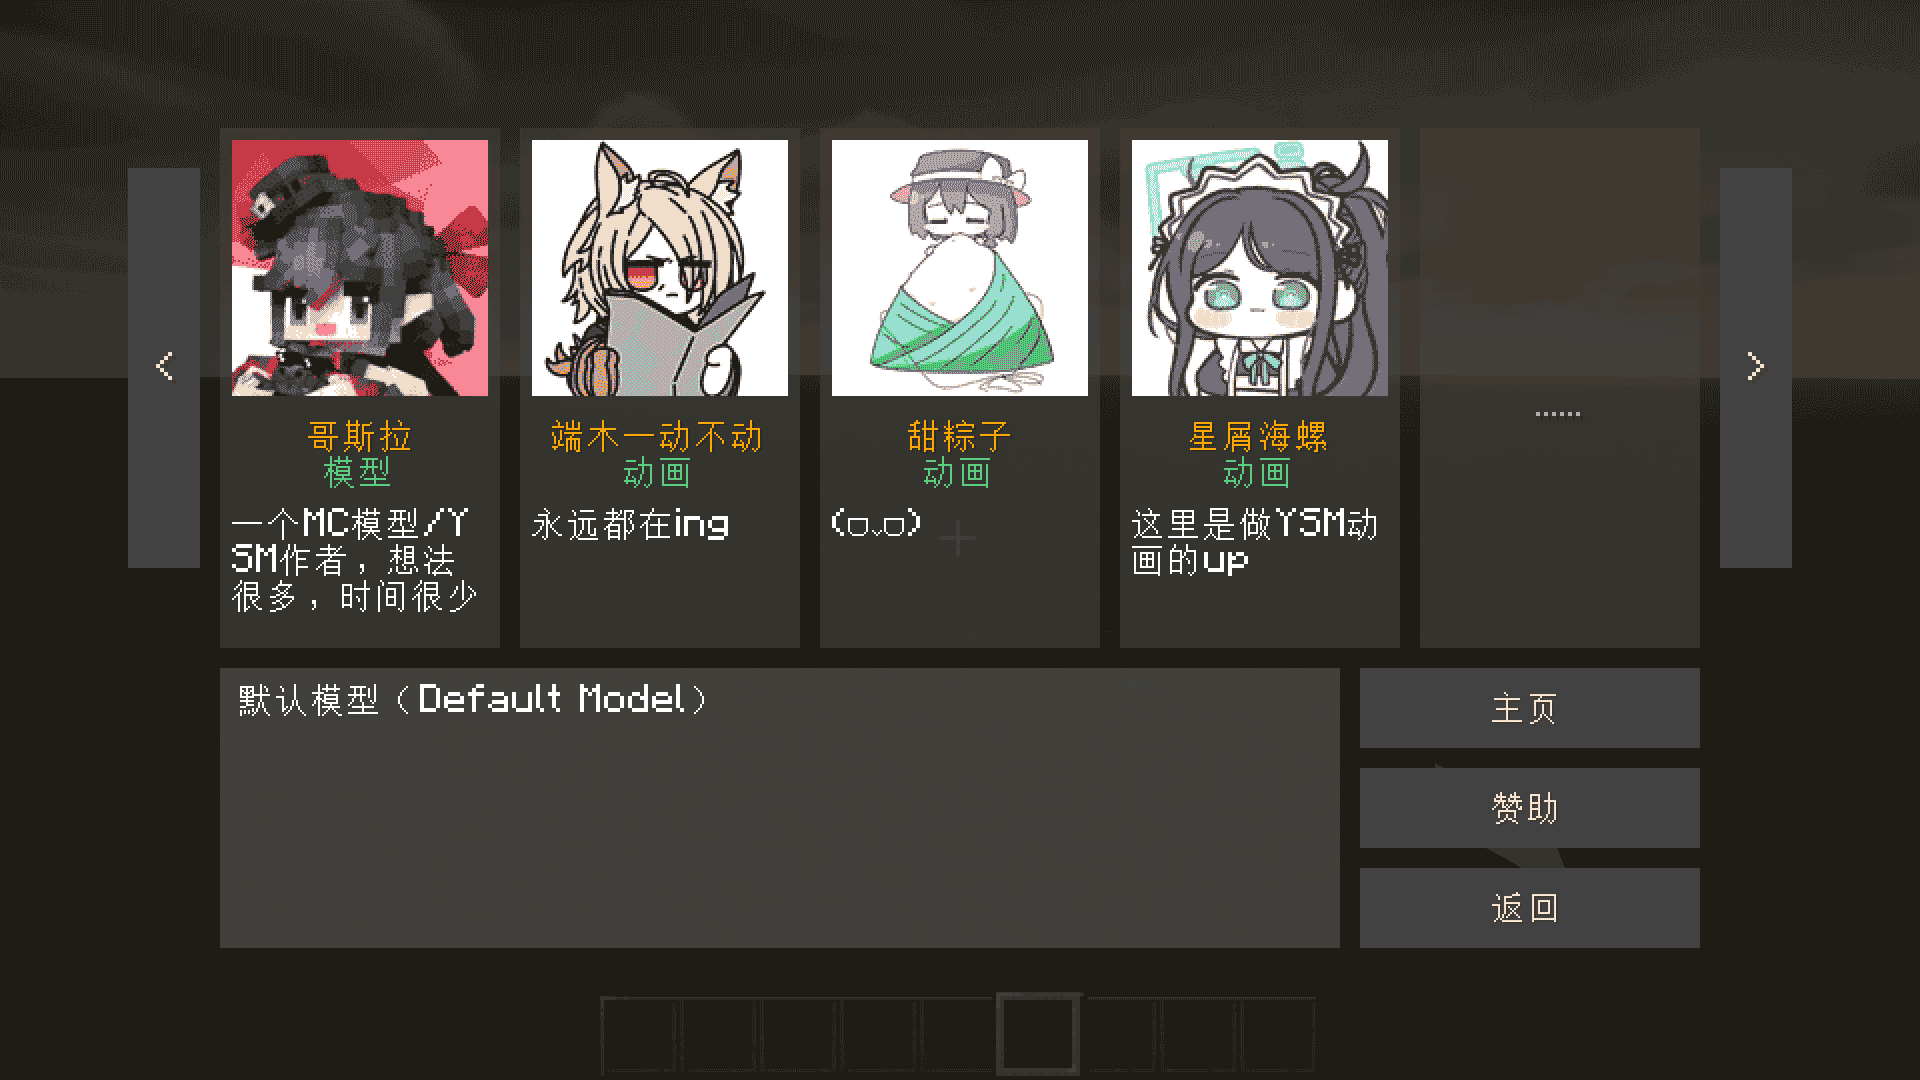 哥斯拉
模型
一个MC模型/Y
SM作者，想法
很多，时间很少
端木一动不动
动画
永远都在ing
甜粽子
动画
(▱˯▱)
星屑海螺
动画
这里是做YSM动
画的up
......
<
>
默认模型（Default Model）
主页
赞助
返回